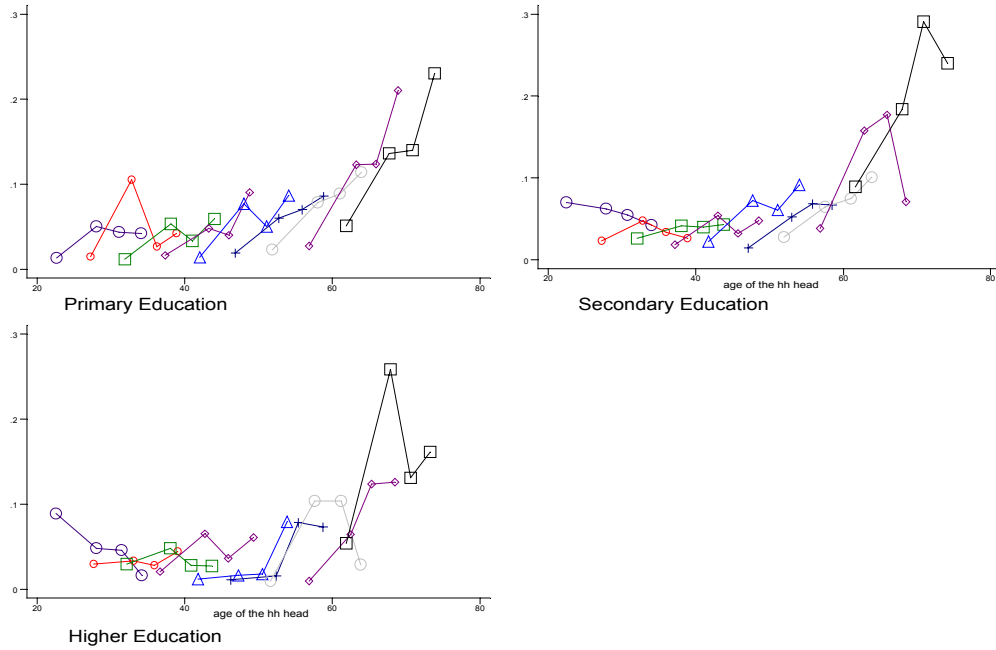 .3
.2
.1
0
20 40 60 80
Primary Education
.3
.2
.1
0
20 40 60 80
age of the hh head
Secondary Education
.3
.2
.1
0
20 40 60 80
age of the hh head
Higher Education